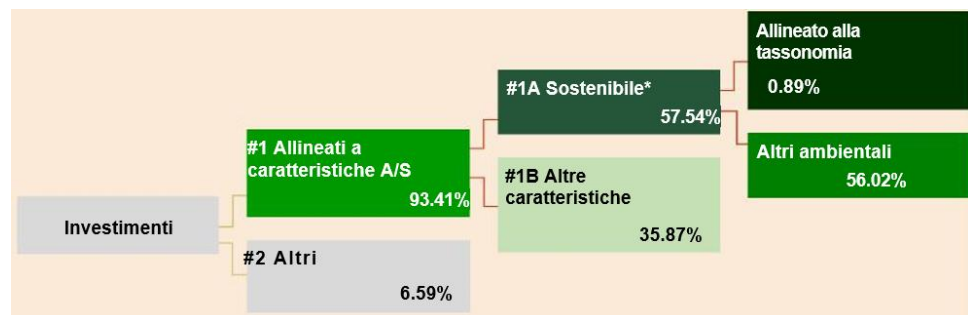 Investimenti
#1 Allineati a
caratteristiche A/S
93.41%
#2 Altri
6.59%
#1A Sostenibile*
57.54%
#1B Altre
caratteristiche
35.87%
Allineato alla
tassonomia
0.89%
Altri ambientali
56.02%